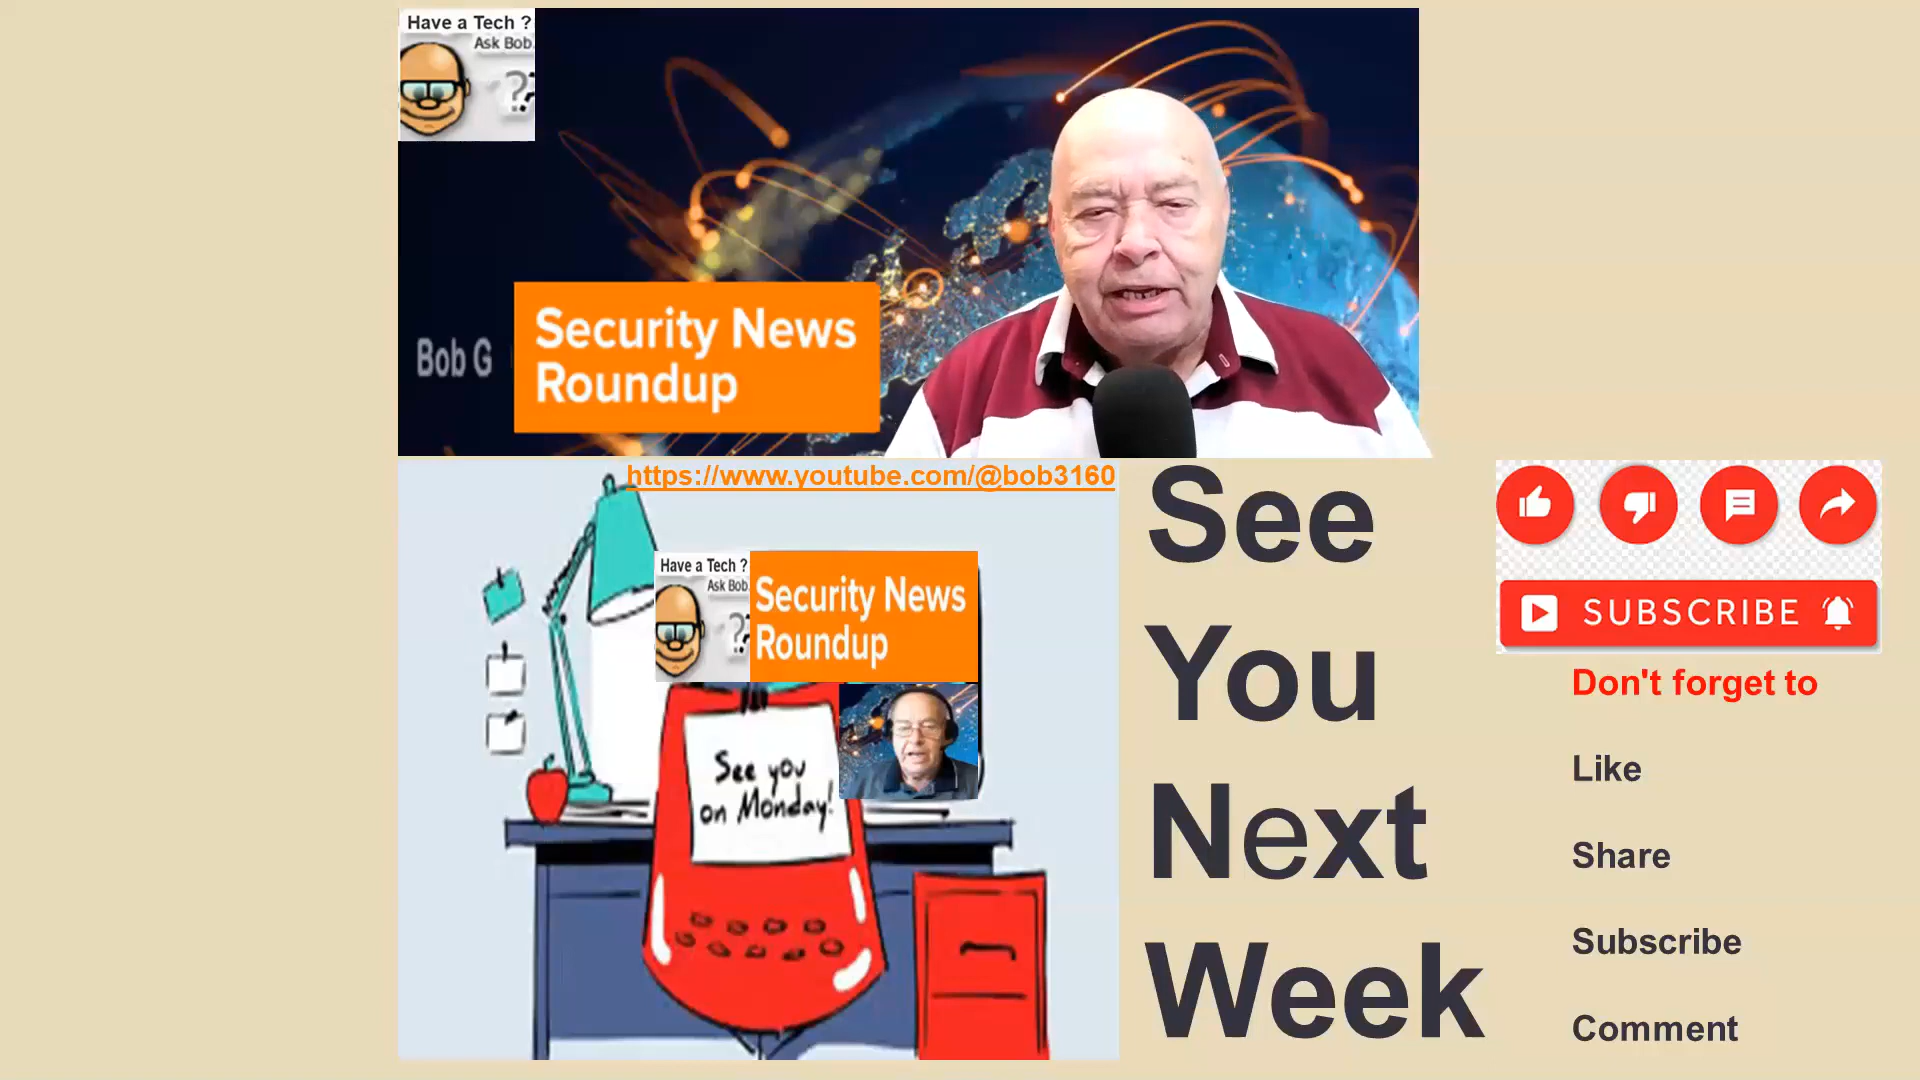 Have a Tech ?
Ask Bob.
??
Bob G
Security News
Roundup
https://www.youtube.com/@bob3160
Have a Tech ?
Ask Bob.
??
Security News
Roundup
See you
on Monday!
See
You
Next
Week
SUBSCRIBE
Don't forget to
Like
Share
Subscribe
Comment